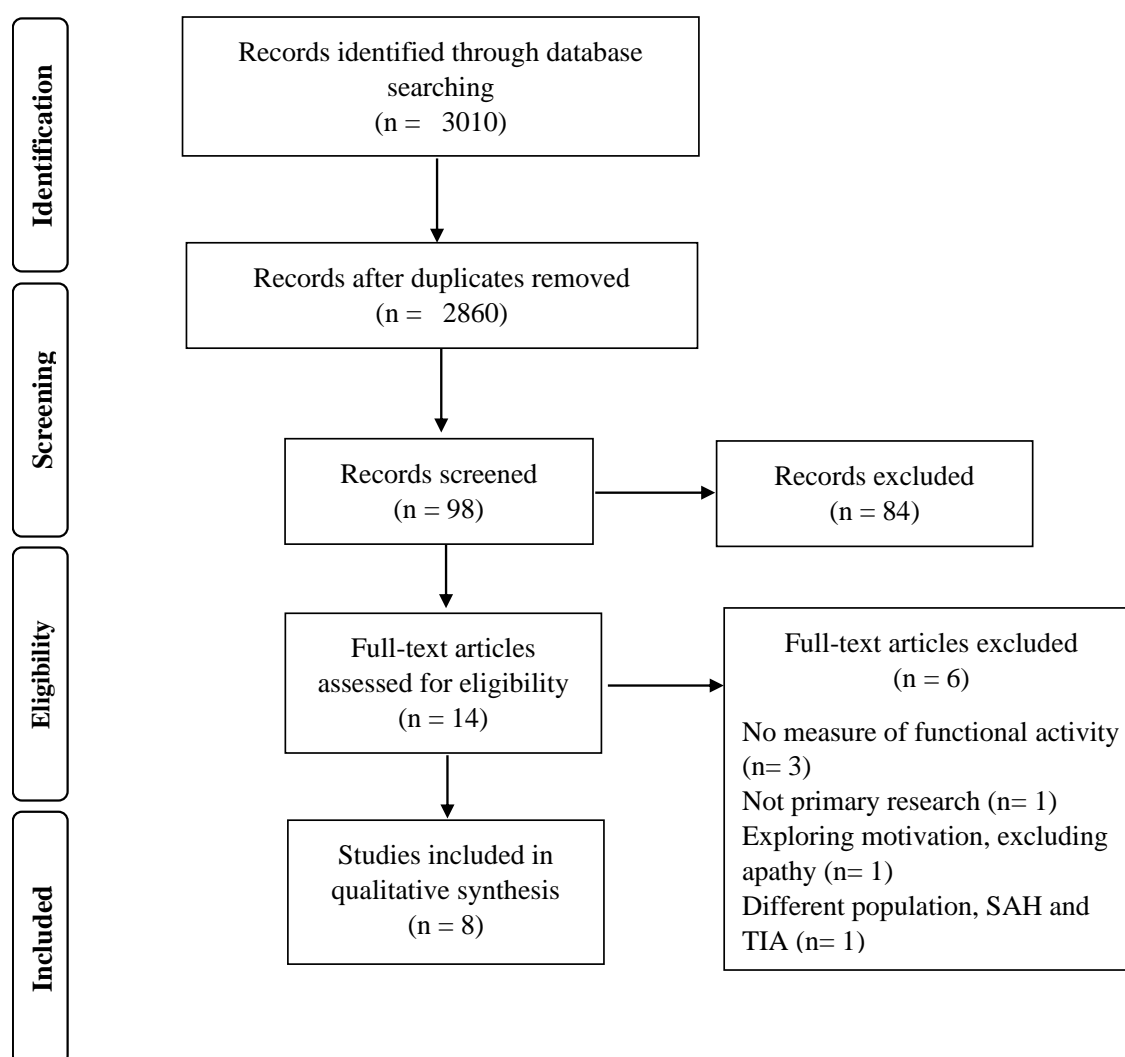 Identification
Records identified through database
searching
(n =   3010)
Records after duplicates removed
(n =   2860)
Screening
Records screened
(n = 98)
Records excluded
(n = 84)
Eligibility
Full-text articles
assessed for eligibility
(n = 14)
Full-text articles excluded
(n = 6)
No measure of functional activity
(n= 3)
Not primary research (n= 1)
Exploring motivation, excluding
apathy (n= 1)
Different population, SAH and
TIA (n= 1)
Included
Studies included in
qualitative synthesis
(n = 8)